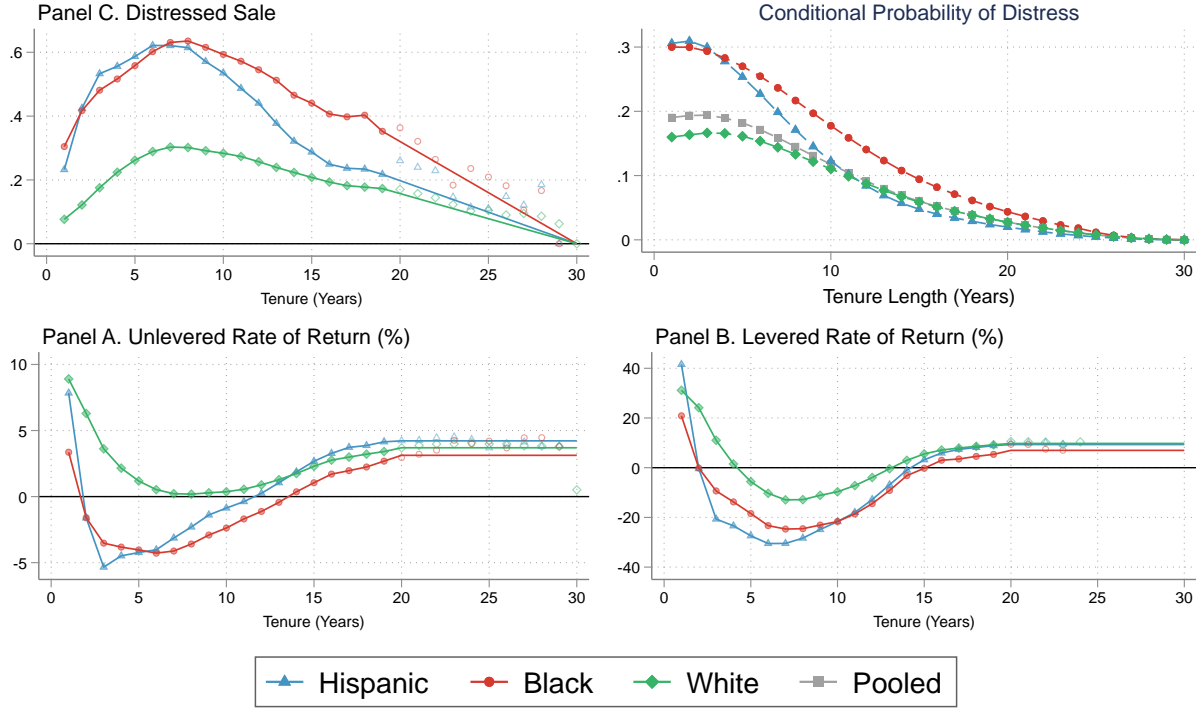 Panel C. Distressed Sale
.6
.4
.2
0
0 5 10 15 20 25 30
Tenure (Years)
Conditional Probability of Distress
.3
.2
.1
0
0 10 20 30
Tenure Length (Years)
Panel A. Unlevered Rate of Return (%)
10
5
0
-5
0 5 10 15 20 25 30
Tenure (Years)
Panel B. Levered Rate of Return (%)
40
20
0
-20
-40
0 5 10 15 20 25 30
Tenure (Years)
Hispanic Black White Pooled